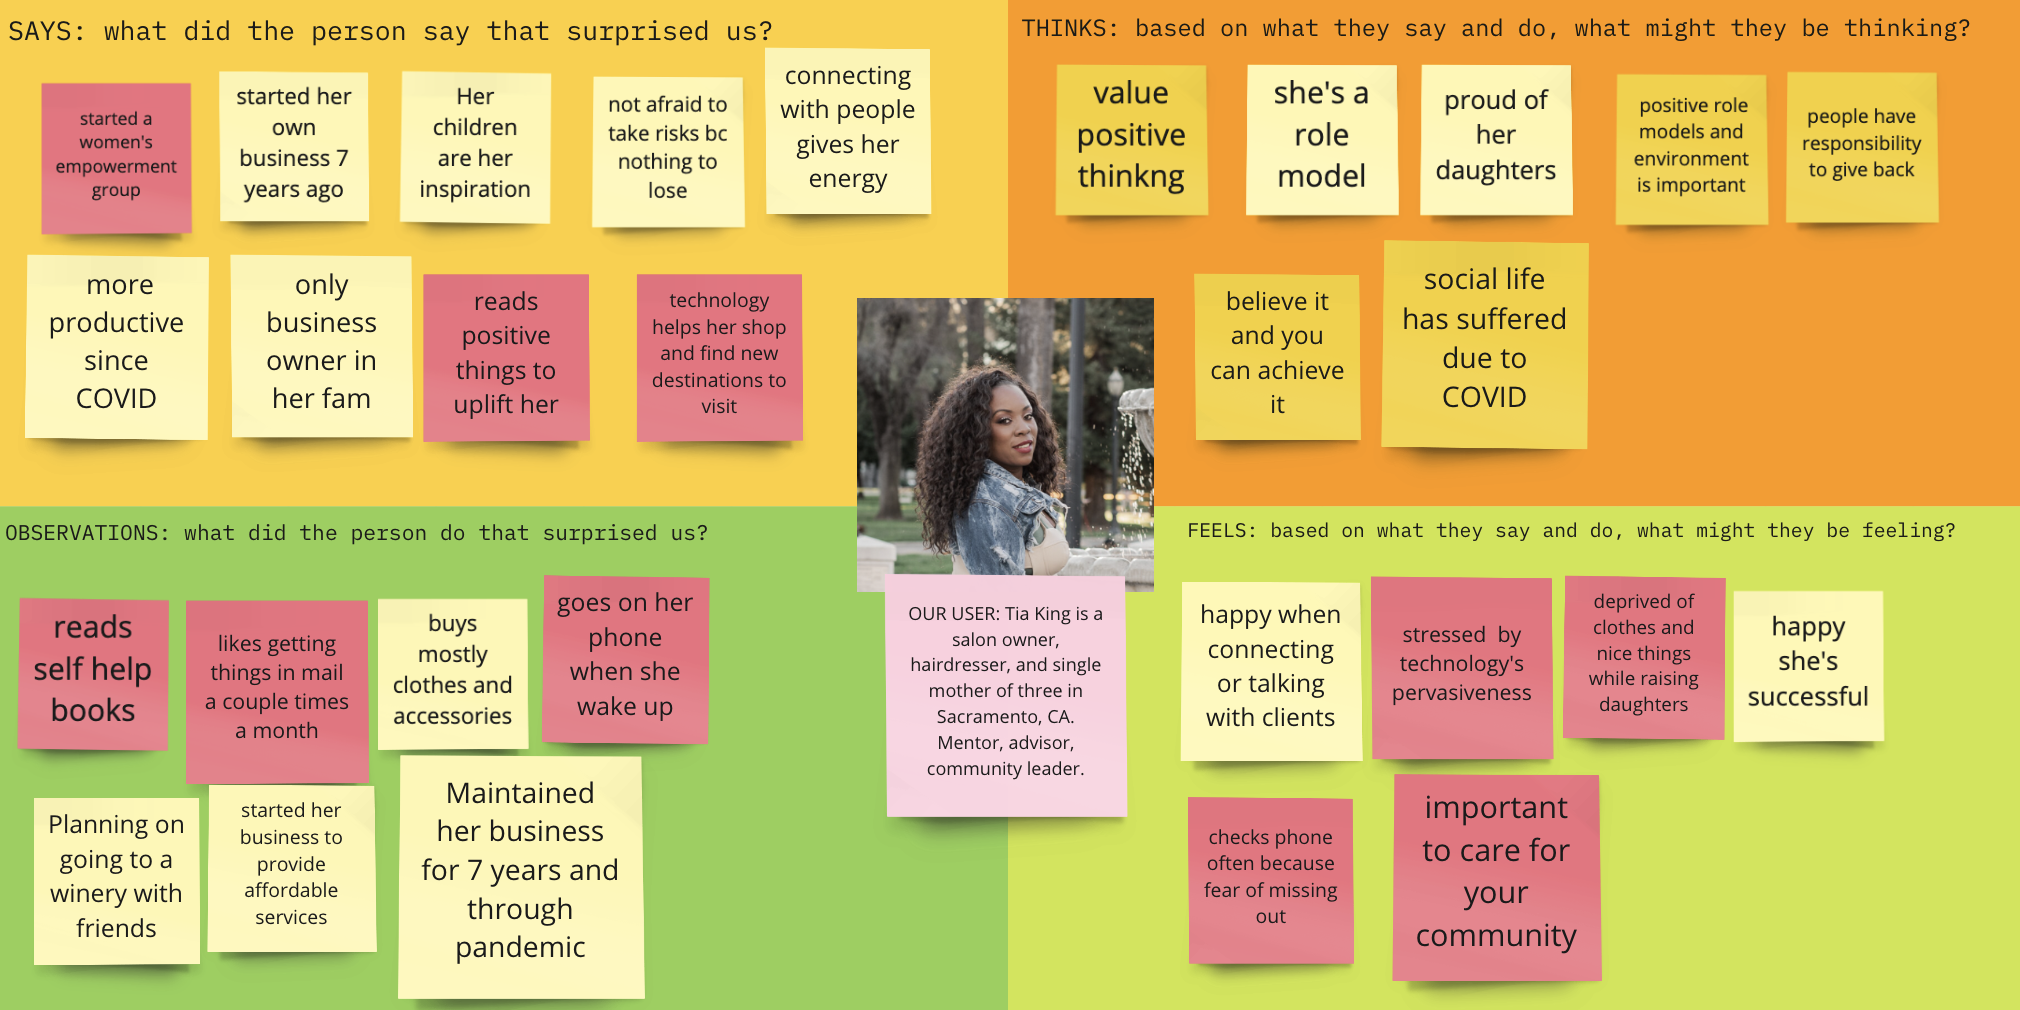 SAYS: what did the person say that surprised us?
started a
women's
empowerment
group
started her
own
business 7
years ago
Her
children
are her
inspiration
not afraid to
take risks bc
nothing to
lose
connecting
with people
gives her
energy
more
productive
since
COVID
only
business
owner in
her fam
reads
positive
things to
uplift her
technology
helps her shop
and find new
destinations to
visit
THINKS: based on what they say and do, what might they be thinking?
value
positive
thinkng
she's a
role
model
proud of
her
daughters
positive role
models and
environment
is important
people have
responsibility
to give back
believe it
and you
can achieve
it
social life
has suffered
due to
COVID
OUR USER: Tia King is a
salon owner,
hairdresser, and single
mother of three in
Sacramento, CA.
Mentor, advisor,
community leader.
OBSERVATIONS: what did the person do that surprised us?
reads
self help
books
likes getting
things in mail
a couple times
a month
buys
mostly
clothes and
accessories
goes on her
phone
when she
wake up
Planning on
going to a
winery with
friends
started her
business to
provide
affordable
services
Maintained
her business
for 7 years and
through
pandemic
FEELS: based on what they say and do, what might they be feeling?
happy when
connecting
or talking
with clients
stressed by
technology's
pervasiveness
deprived of
clothes and
nice things
while raising
daughters
happy
she's
successful
checks phone
often because
fear of missing
out
important
to care for
your
community